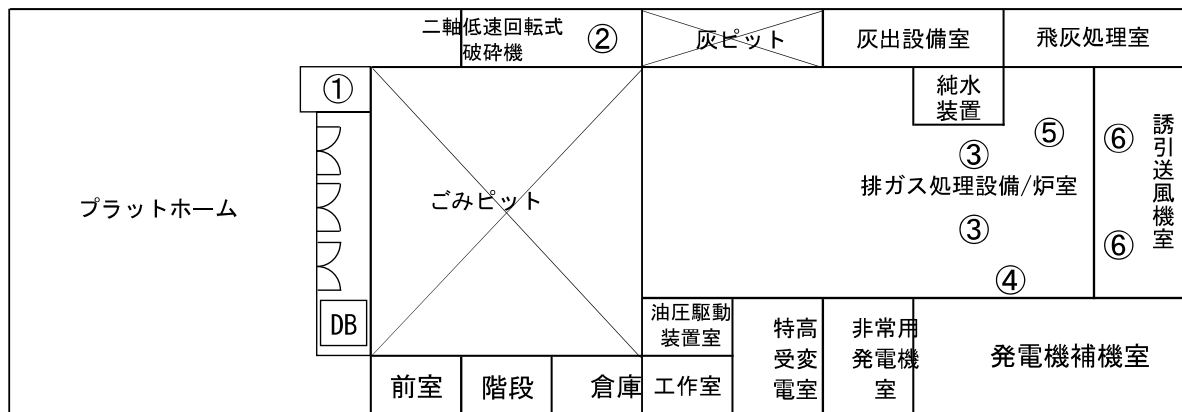 二軸低速回転式
破砕機
②
灰ピット
灰出設備室
飛灰処理室
①
純水
装置
⑤
⑥
誘引送風機室
③
排ガス処理設備/炉室
プラットホーム
ごみピット
③
⑥
④
DB
油圧駆動
装置室
特高
受変
電室
非常用
発電機
室
発電機補機室
前室
階段
倉庫
工作室